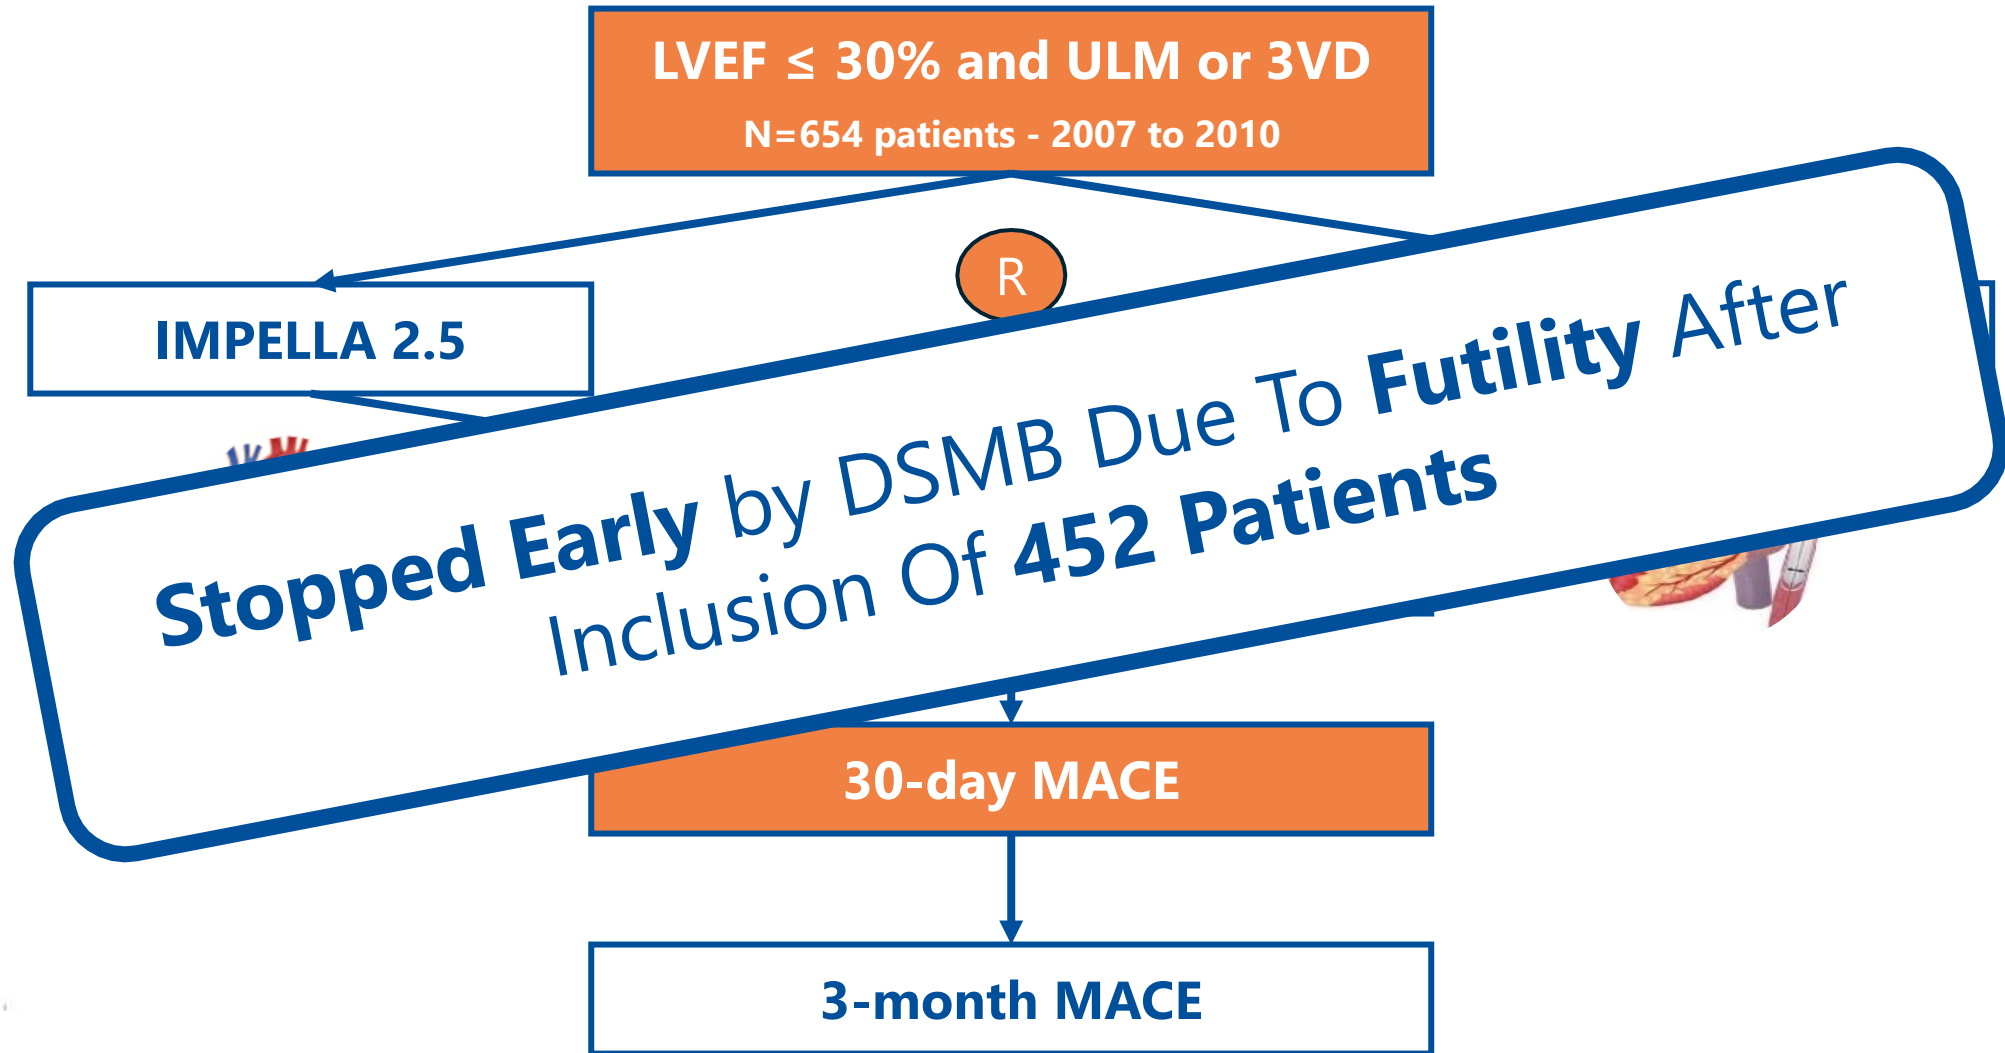 LVEF ≤ 30% and ULM or 3VD
N=654 patients - 2007 to 2010
R
IMPELLA 2.5
Stopped Early by DSMB Due To Futility After
Inclusion Of 452 Patients
30-day MACE
3-month MACE